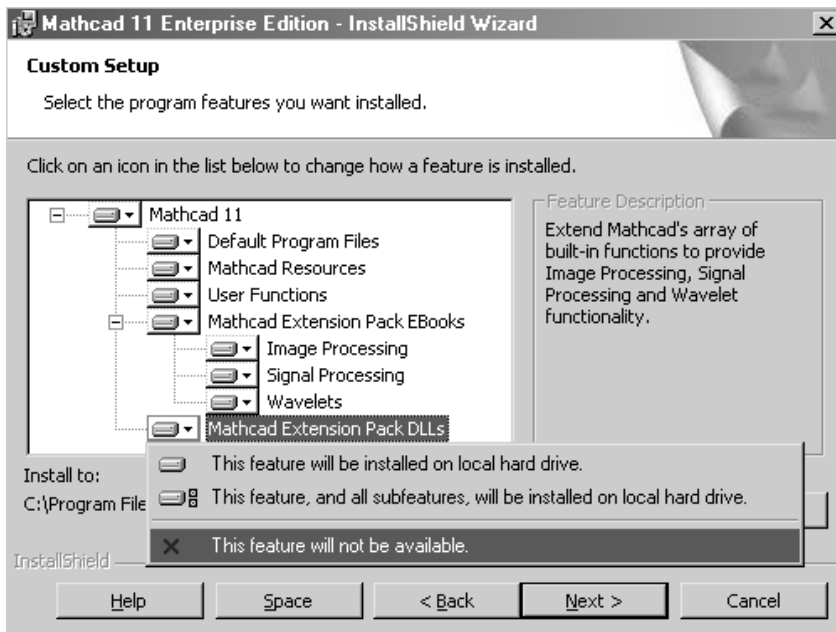 Mathcad 11 Enterprise Edition - InstallShield Wizard
Custom Setup
Select the program features you want installed.
Click on an icon in the list below to change how a feature is installed.
Mathcad 11
Default Program Files
Mathcad Resources
User Functions
Mathcad Extension Pack EBooks
Image Processing
Signal Processing
Wavelets
Mathcad Extension Pack DLLs
Feature Description
Extend Mathcad's array of
built-in functions to provide
Image Processing, Signal
Processing and Wavelet
functionality.
This feature will be installed on local hard drive.
This feature, and all subfeatures, will be installed on local hard drive.
This feature will not be available.
Install to:
C:\Program File
InstallShield
Help
Space
< Back
Next >
Cancel